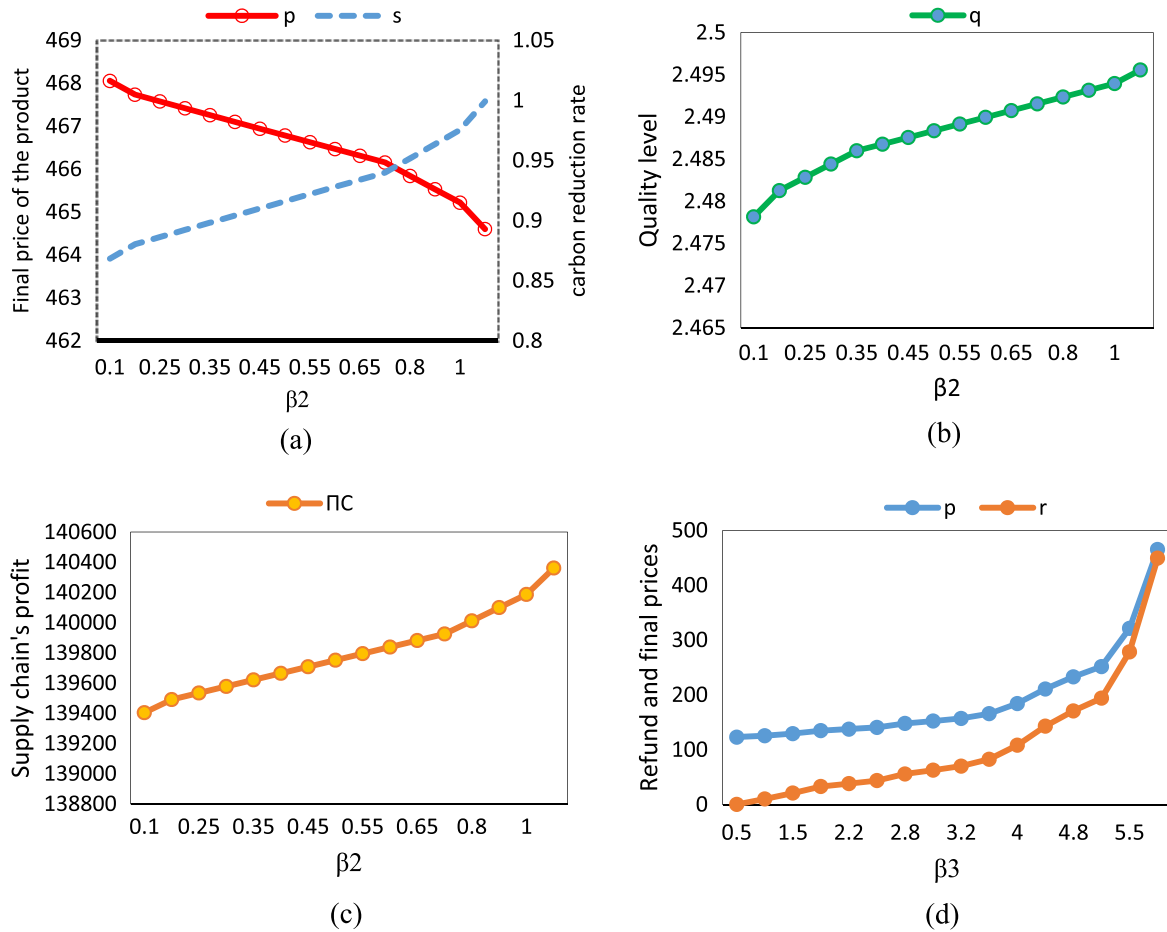 p s
Final price of the product
469
468
467
466
465
464
463
462
1.05
1
0.95
0.9
0.85
0.8
carbon reduction rate
0.1 0.25 0.35 0.45 0.55 0.65 0.8 1
β2
(a)
q
Quality level
2.5
2.495
2.49
2.485
2.48
2.475
2.47
2.465
0.1 0.25 0.35 0.45 0.55 0.65 0.8 1
β2
(b)
ΠC
Supply chain's profit
140600
140400
140200
140000
139800
139600
139400
139200
139000
138800
0.1 0.25 0.35 0.45 0.55 0.65 0.8 1
β2
(c)
p r
Refund and final prices
500
400
300
200
100
0
0.5 1.5 2.2 2.8 3.2 4 4.8 5.5
β3
(d)